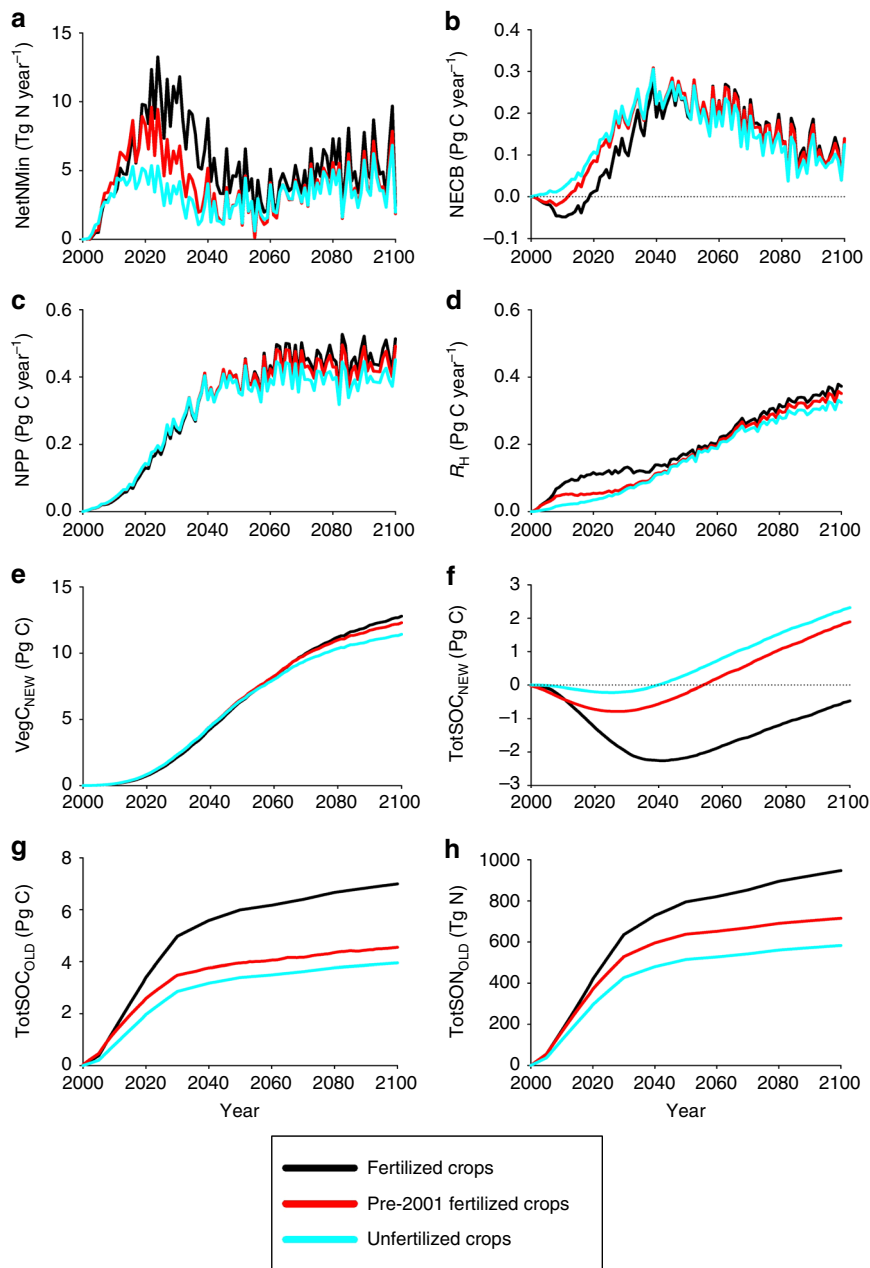 a
NetNMin (Tg N year⁻¹)
15
10
5
0
2000 2020 2040 2060 2080 2100
b
NECB (Pg C year⁻¹)
0.4
0.3
0.2
0.1
0.0
–0.1
2000 2020 2040 2060 2080 2100
c
NPP (Pg C year⁻¹)
0.6
0.4
0.2
0.0
2000 2020 2040 2060 2080 2100
d
R_H (Pg C year⁻¹)
0.6
0.4
0.2
0.0
2000 2020 2040 2060 2080 2100
e
VegC_NEW (Pg C)
15
10
5
0
2000 2020 2040 2060 2080 2100
f
TotSOC_NEW (Pg C)
3
2
1
0
–1
–2
–3
2000 2020 2040 2060 2080 2100
g
TotSOC_OLD (Pg C)
8
6
4
2
0
2000 2020 2040 2060 2080 2100
Year
h
TotSON_OLD (Tg N)
1000
800
600
400
200
0
2000 2020 2040 2060 2080 2100
Year
Fertilized crops
Pre-2001 fertilized crops
Unfertilized crops